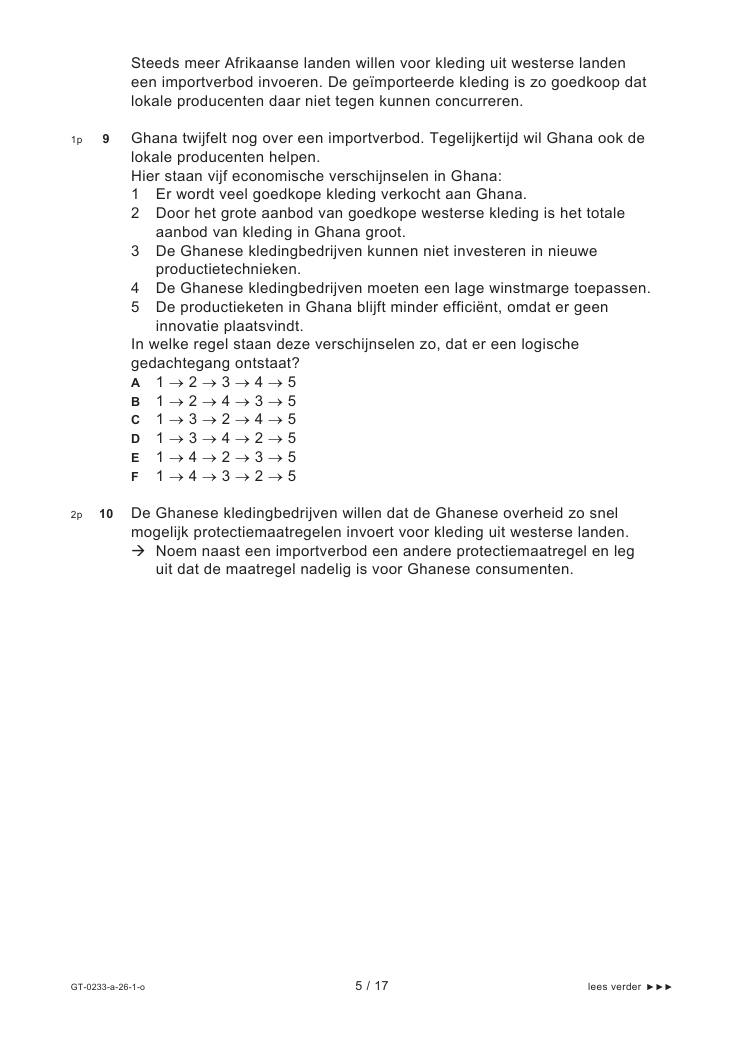 Steeds meer Afrikaanse landen willen voor kleding uit westerse landen
een importverbod invoeren. De geïmporteerde kleding is zo goedkoop dat
lokale producenten daar niet tegen kunnen concurreren.
1p 9 Ghana twijfelt nog over een importverbod. Tegelijkertijd wil Ghana ook de
lokale producenten helpen.
Hier staan vijf economische verschijnselen in Ghana:
1 Er wordt veel goedkope kleding verkocht aan Ghana.
2 Door het grote aanbod van goedkope westerse kleding is het totale
aanbod van kleding in Ghana groot.
3 De Ghanese kledingbedrijven kunnen niet investeren in nieuwe
productietechnieken.
4 De Ghanese kledingbedrijven moeten een lage winstmarge toepassen.
5 De productieketen in Ghana blijft minder efficiënt, omdat er geen
innovatie plaatsvindt.
In welke regel staan deze verschijnselen zo, dat er een logische
gedachtegang ontstaat?
A 1 → 2 → 3 → 4 → 5
B 1 → 2 → 4 → 3 → 5
C 1 → 3 → 2 → 4 → 5
D 1 → 3 → 4 → 2 → 5
E 1 → 4 → 2 → 3 → 5
F 1 → 4 → 3 → 2 → 5
2p 10 De Ghanese kledingbedrijven willen dat de Ghanese overheid zo snel
mogelijk protectiemaatregelen invoert voor kleding uit westerse landen.
→ Noem naast een importverbod een andere protectiemaatregel en leg
uit dat de maatregel nadelig is voor Ghanese consumenten.
GT-0233-a-26-1-o 5 / 17 lees verder ►►►